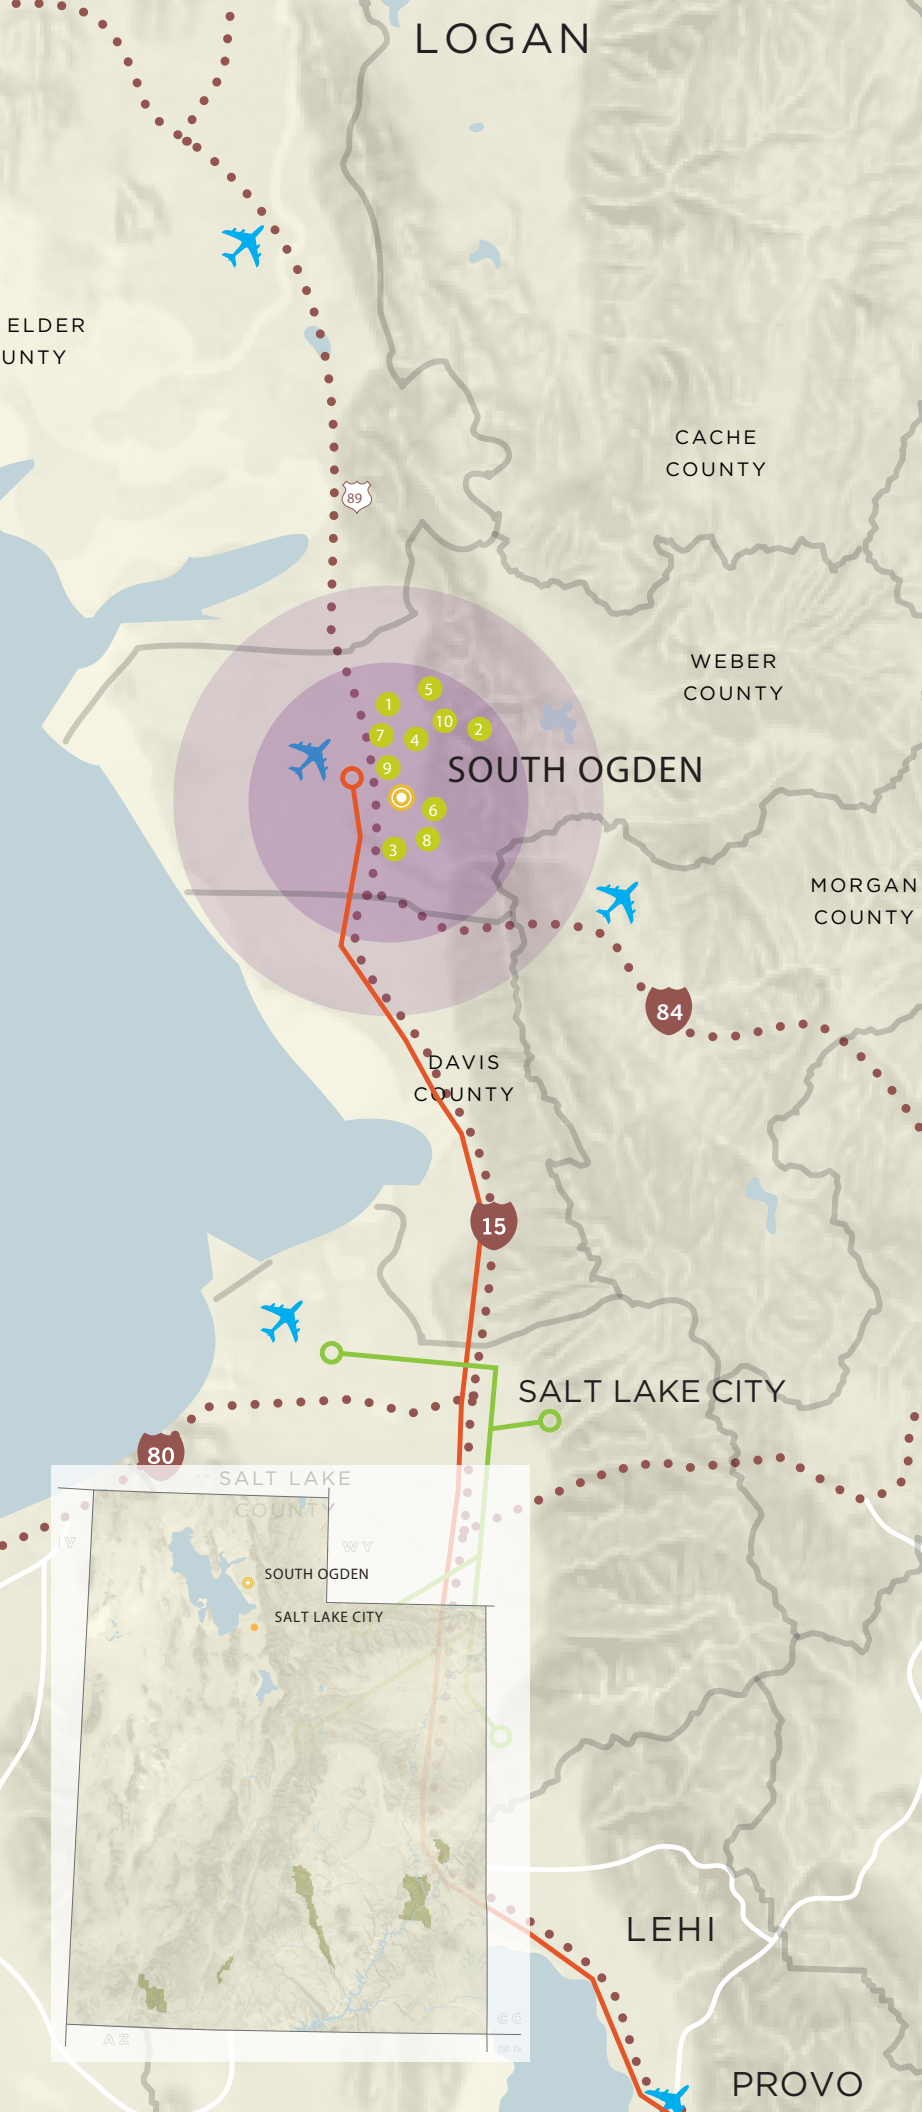 LOGAN
ELDER
UNTY
CACHE
COUNTY
89
WEBER
COUNTY
5
1
10
2
7
4
9
SOUTH OGDEN
6
8
3
MORGAN
COUNTY
84
DAVIS
COUNTY
15
SALT LAKE CITY
80
SALT LAKE
COUNTY
WY
SOUTH OGDEN
SALT LAKE CITY
LEHI
AZ
PROVO